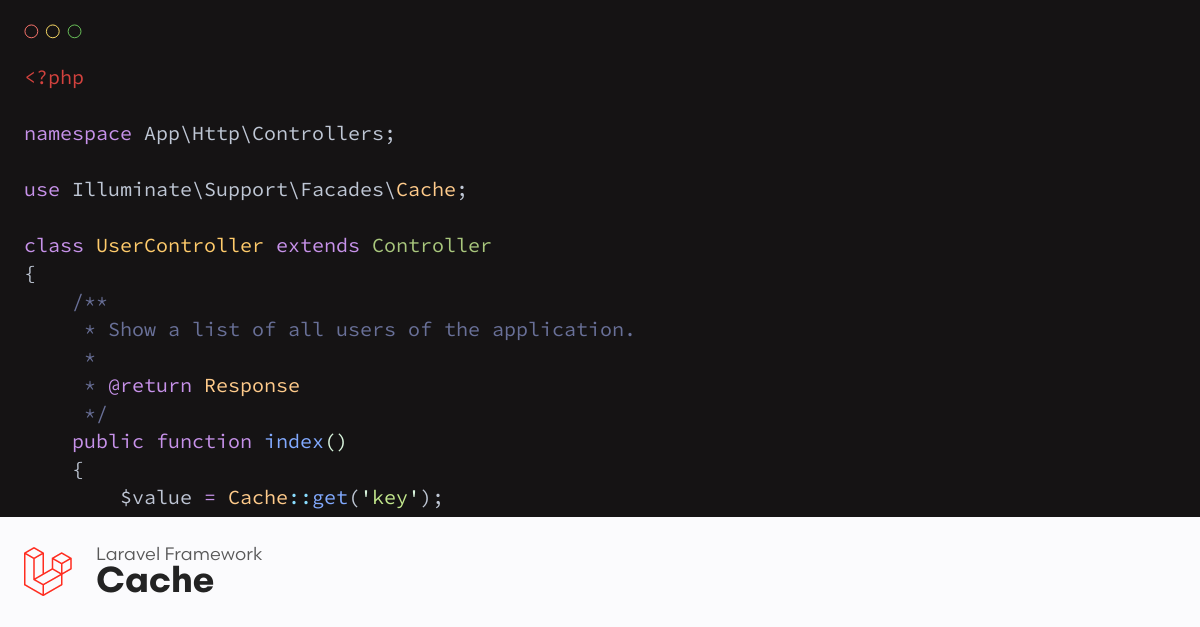 <?php
namespace App\Http\Controllers;
use Illuminate\Support\Facades\Cache;
class UserController extends Controller
{
    /**
     * Show a list of all users of the application.
     *
     * @return Response
     */
    public function index()
    {
        $value = Cache::get('key');
Laravel Framework
Cache